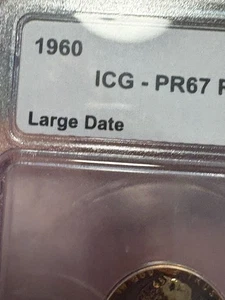 1960
ICG - PR67
Large Date